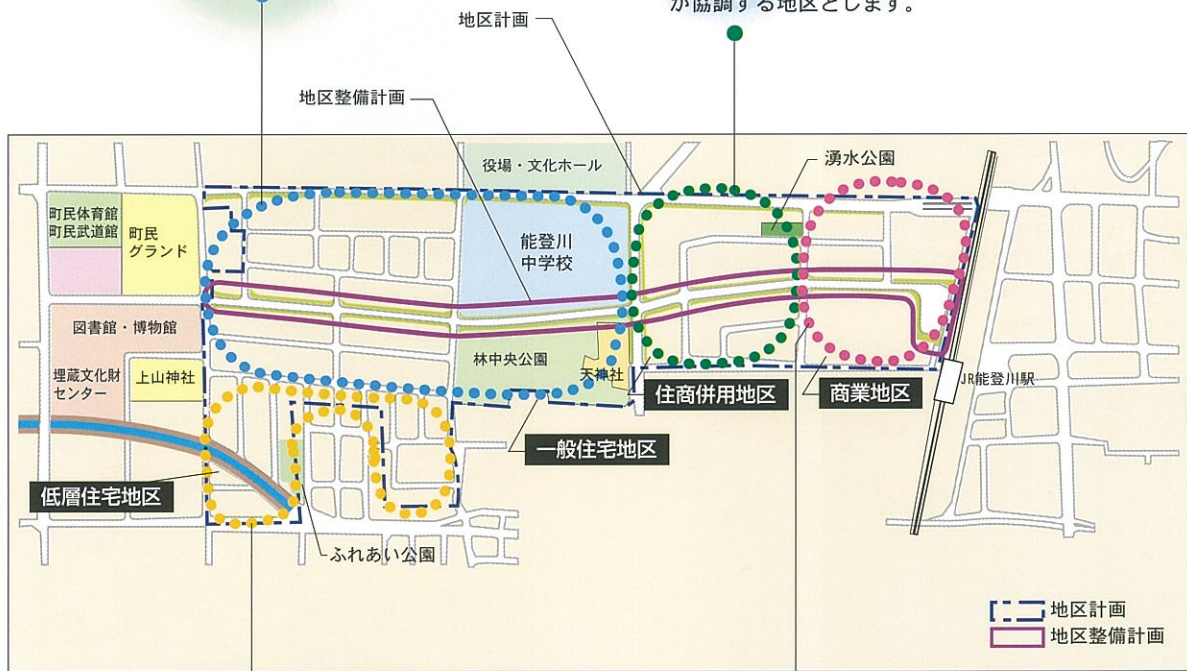 が協調する地区とします。
地区計画
地区整備計画
役場・文化ホール
湧水公園
町民体育館
町民武道館
町民
グランド
能登川
中学校
図書館・博物館
林中央公園
埋蔵文化財
センター
上山神社
天神社
住商併用地区
商業地区
JR能登川駅
一般住宅地区
低層住宅地区
ふれあい公園
地区計画
地区整備計画